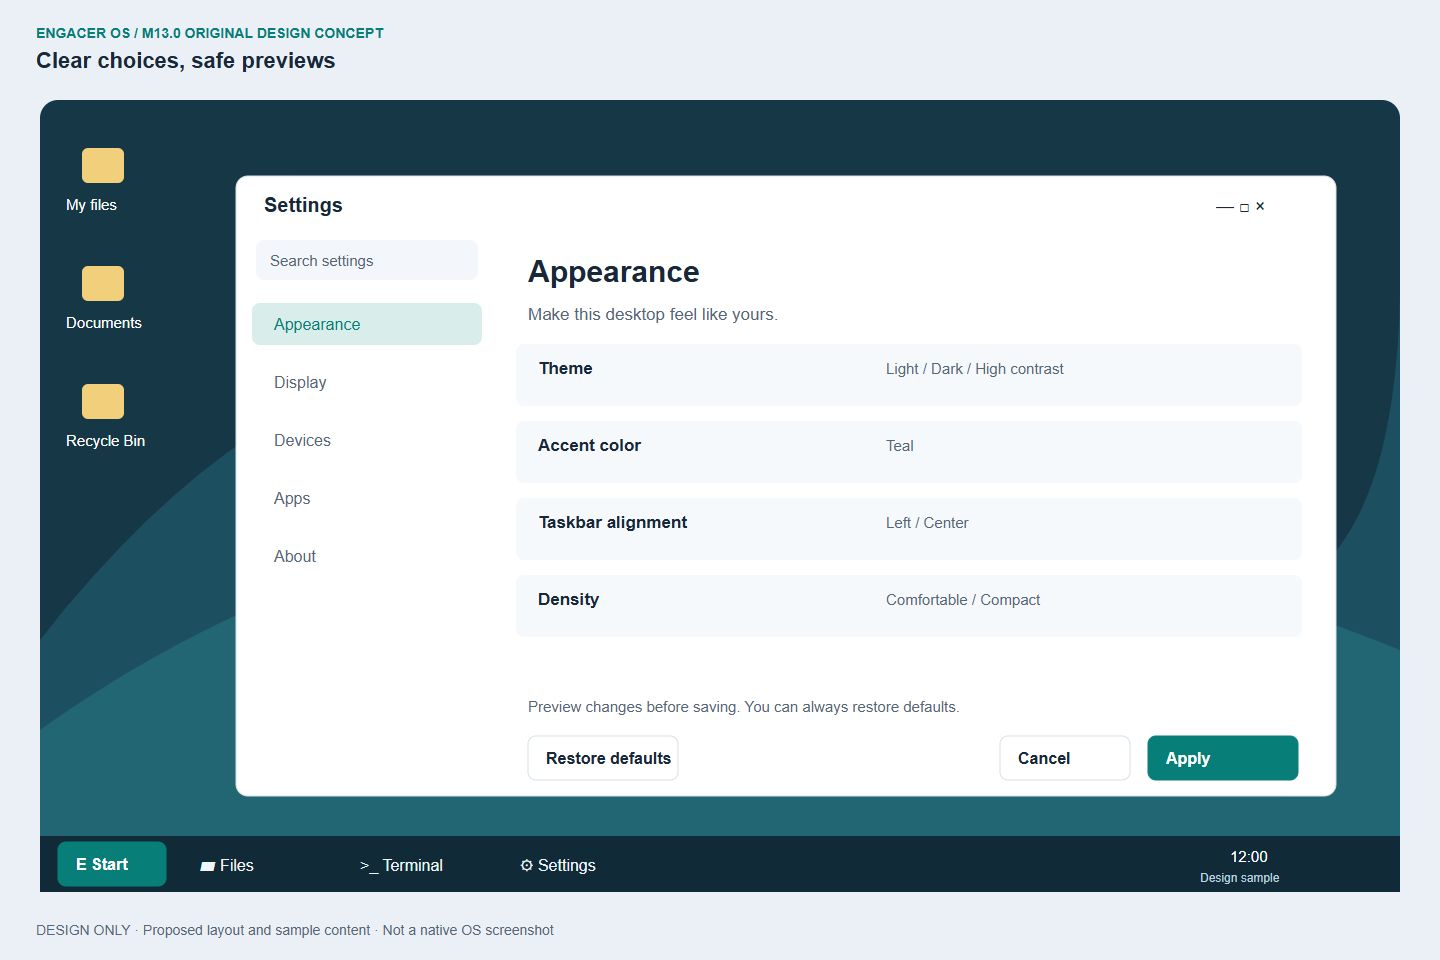 ENGACER OS / M13.0 ORIGINAL DESIGN CONCEPT
Clear choices, safe previews
My files
Documents
Recycle Bin
Settings
— □ ×
Search settings
Appearance
Display
Devices
Apps
About
Appearance
Make this desktop feel like yours.
Theme Light / Dark / High contrast
Accent color Teal
Taskbar alignment Left / Center
Density Comfortable / Compact
Preview changes before saving. You can always restore defaults.
Restore defaults Cancel Apply
E Start ▰ Files >_ Terminal ⚙ Settings 12:00
Design sample
DESIGN ONLY · Proposed layout and sample content · Not a native OS screenshot